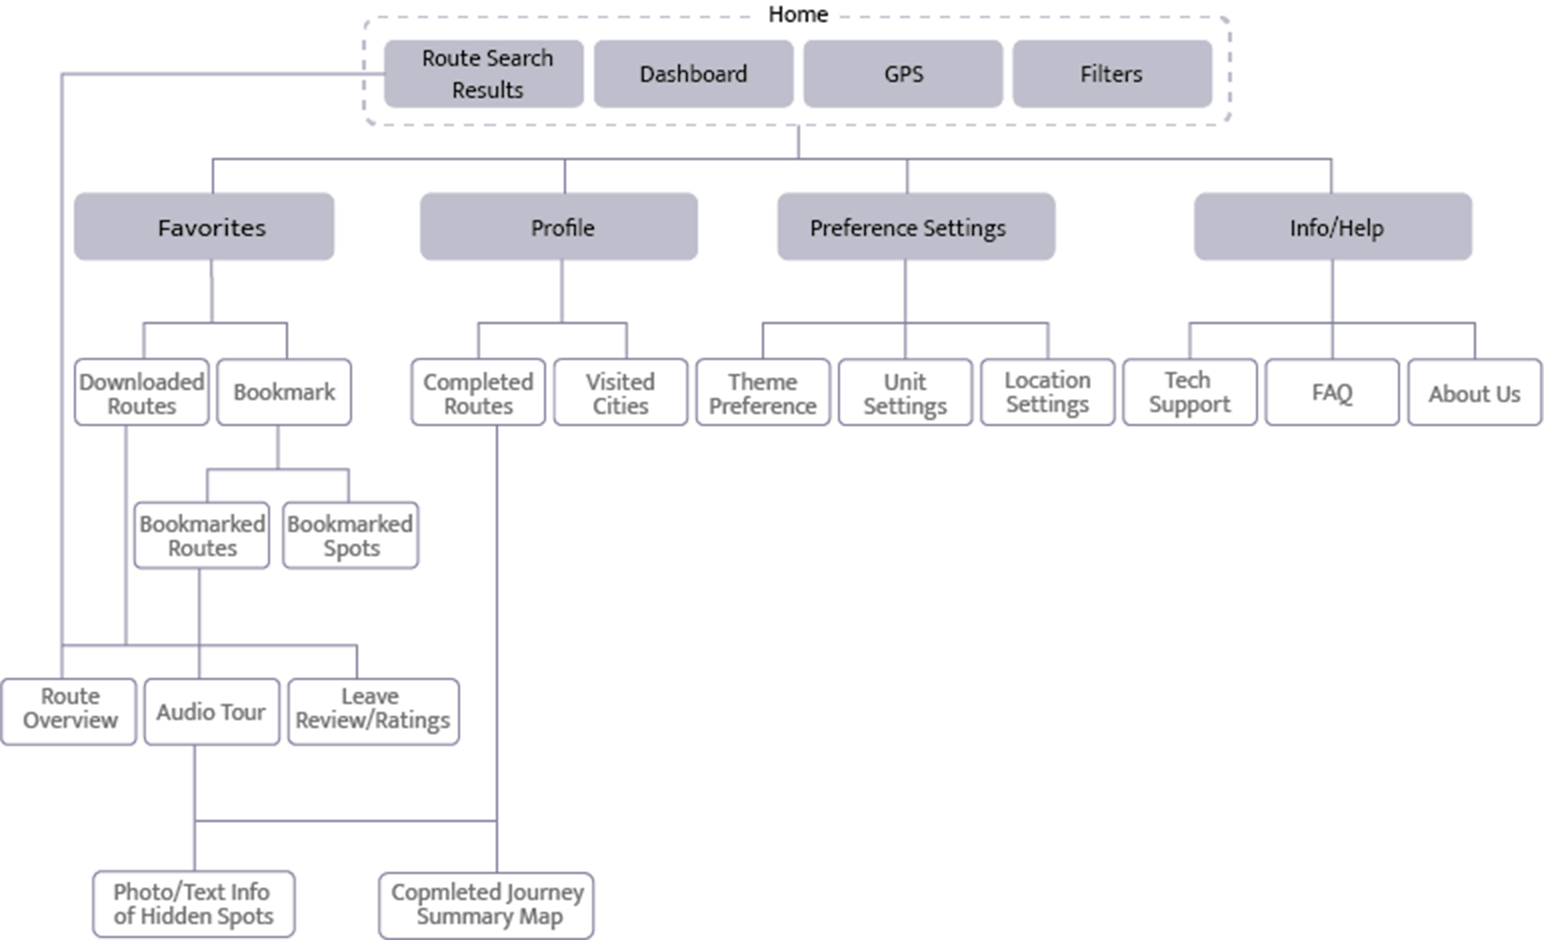 Home
Route Search
Results
Dashboard
GPS
Filters
Favorites
Profile
Preference Settings
Info/Help
Downloaded
Routes
Bookmark
Completed
Routes
Visited
Cities
Theme
Preference
Unit
Settings
Location
Settings
Tech
Support
FAQ
About Us
Bookmarked
Routes
Bookmarked
Spots
Route
Overview
Audio Tour
Leave
Review/Ratings
Photo/Text Info
of Hidden Spots
Copmleted Journey
Summary Map